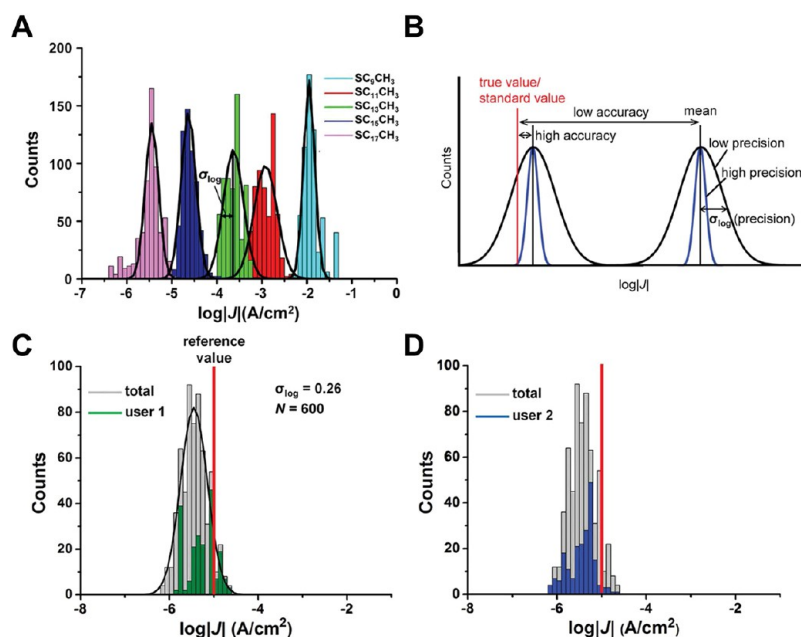 A
Counts
200
150
100
50
0
-7 -6 -5 -4 -3 -2 -1 0
log|J|(A/cm²)
σlog
SC₉CH₃
SC₁₁CH₃
SC₁₃CH₃
SC₁₅CH₃
SC₁₇CH₃
B
true value/
standard value
low accuracy
mean
high accuracy
low precision
high precision
σlog(precision)
Counts
log|J|
C
reference
value
100
80
60
40
20
0
Counts
total
user 1
σlog = 0.26
N = 600
-8 -6 -4 -2
log|J| (A/cm²)
D
100
80
60
40
20
0
Counts
total
user 2
-8 -6 -4 -2
log|J| (A/cm²)